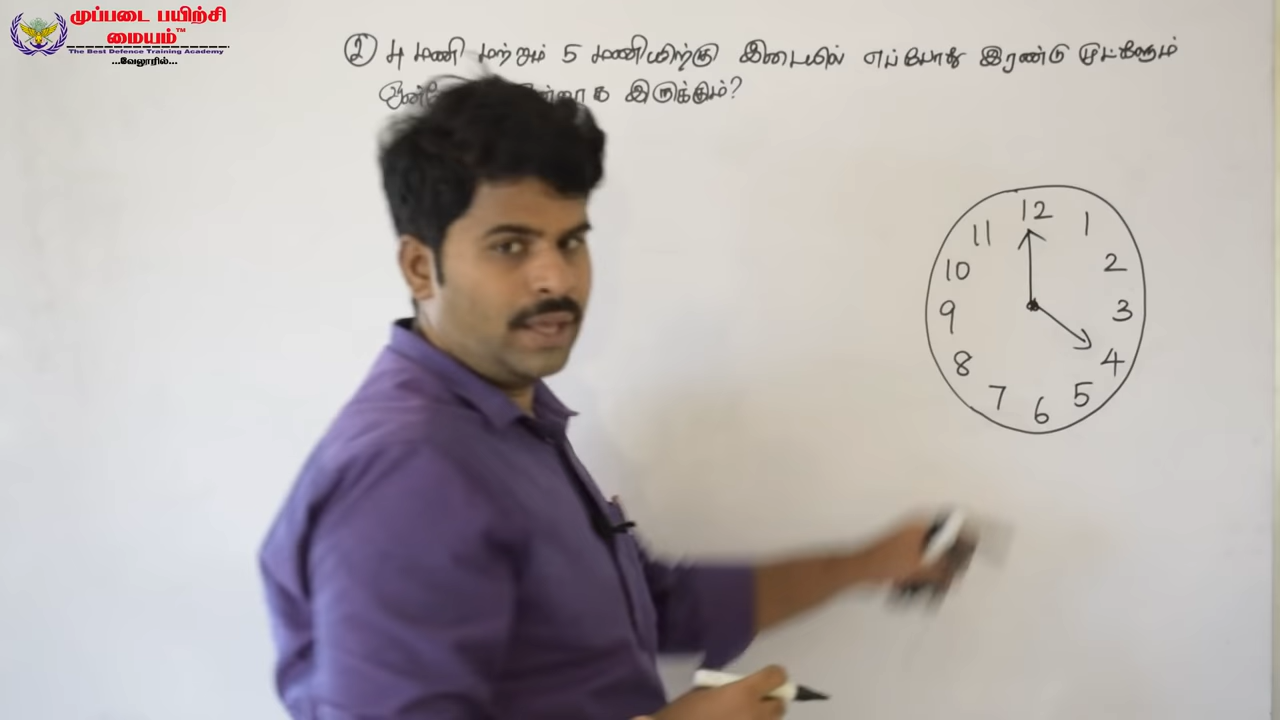 முப்படை பயிற்சி
மையம்™
The Best Defence Training Academy
...வேலூரில்...
② 4 மணி மற்றும் 5 மணியிற்கு இடையில் எப்போது இரண்டு முட்களும்
இருக்கும்?
12
11 1
10 2
9 3
8 4
7 5
6